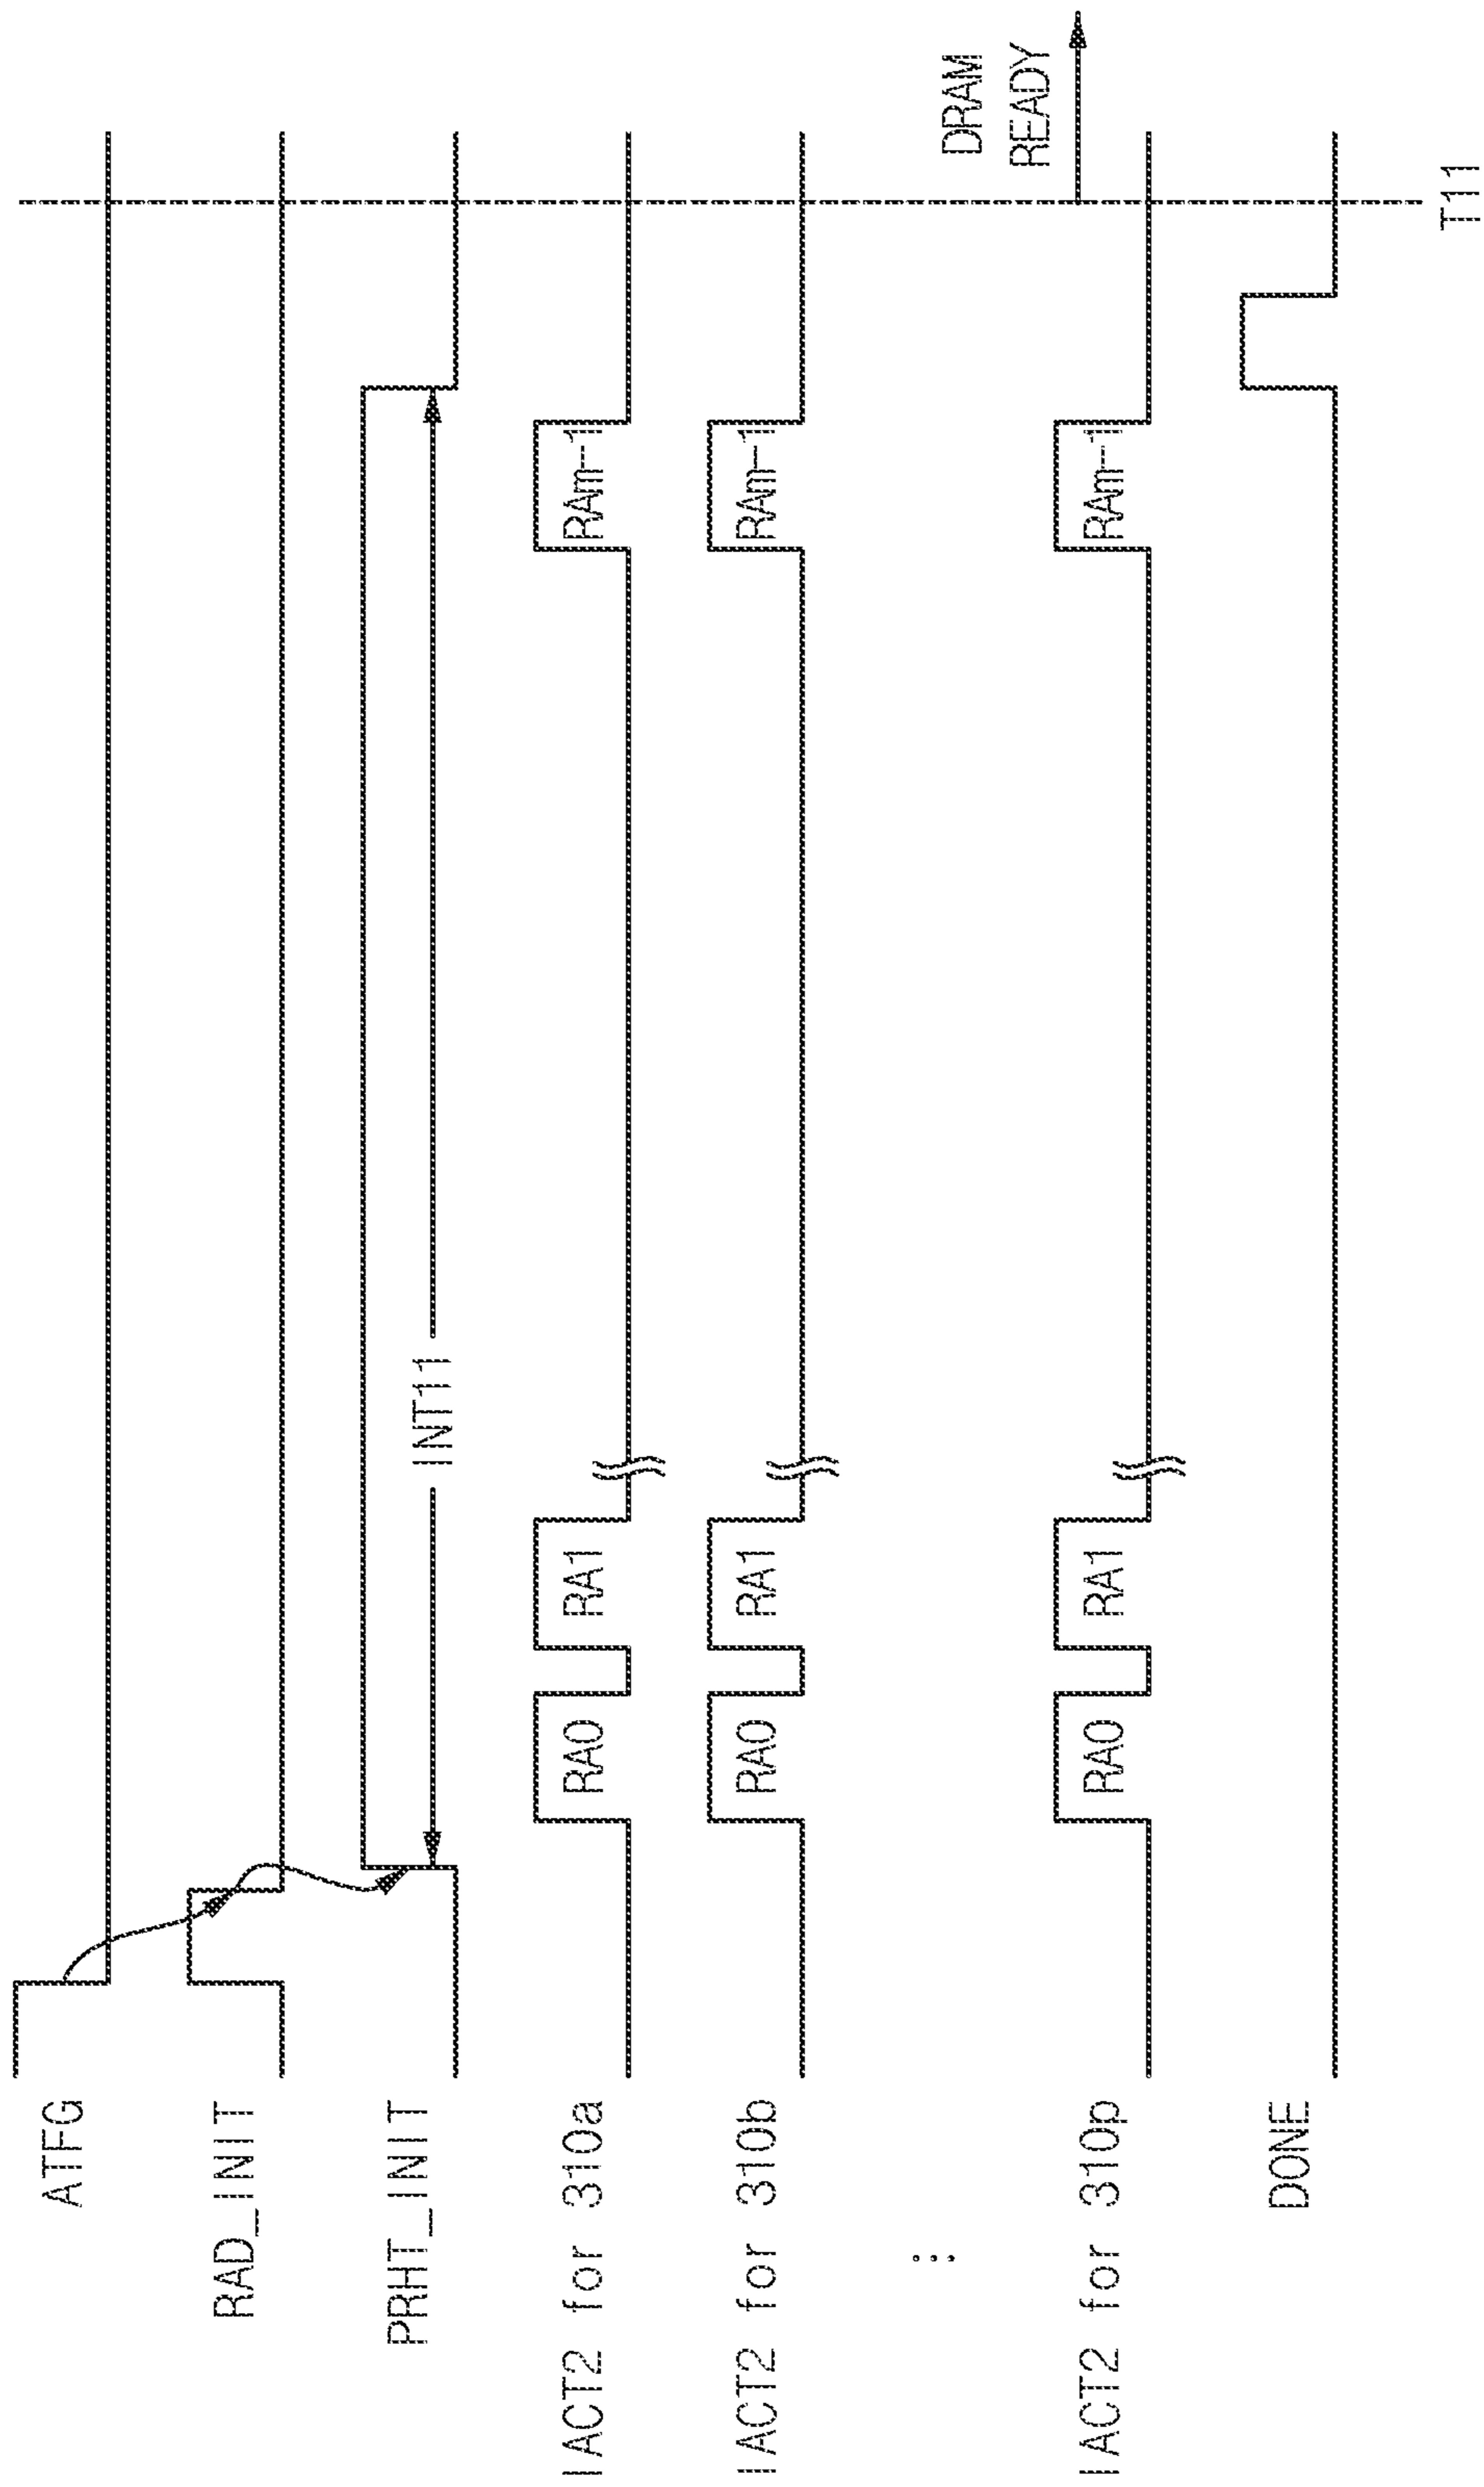 ATFG
RAD_INIT
PRHT_INIT
INT11
IACT2 for 310a
RA0
RA1
RAm-1
IACT2 for 310b
RA0
RA1
RAm-1
⋮
DRAM
READY
IACT2 for 310p
RA0
RA1
RAm-1
DONE
T11